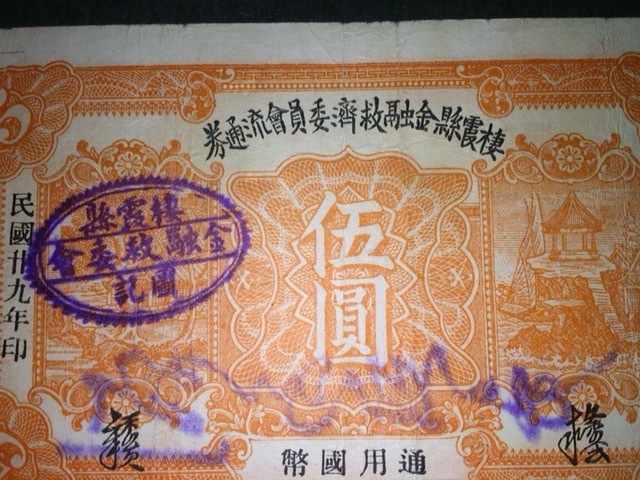 棲霞縣金融救濟委員會流通券
民國廿九年印
棲霞縣
金融救委會
圖記
伍圓
通用國幣